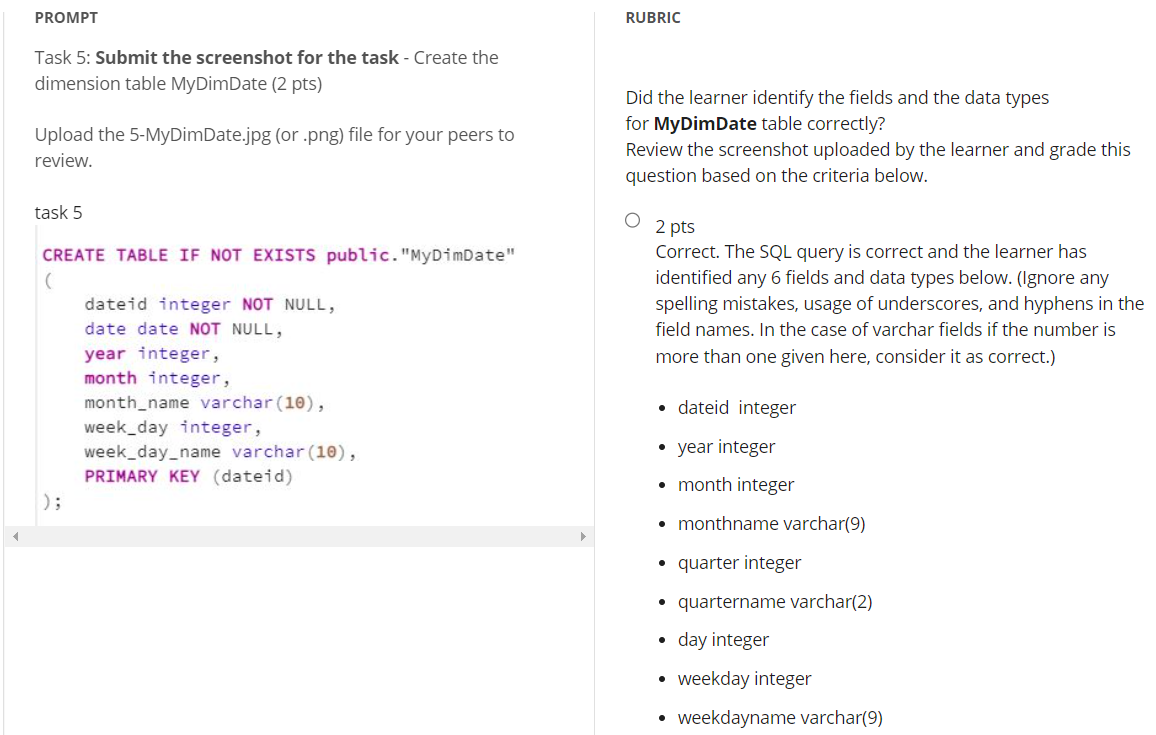 PROMPT
Task 5: Submit the screenshot for the task - Create the
dimension table MyDimDate (2 pts)
Upload the 5-MyDimDate.jpg (or .png) file for your peers to
review.
task 5
CREATE TABLE IF NOT EXISTS public."MyDimDate"
(
    dateid integer NOT NULL,
    date date NOT NULL,
    year integer,
    month integer,
    month_name varchar(10),
    week_day integer,
    week_day_name varchar(10),
    PRIMARY KEY (dateid)
);
RUBRIC
Did the learner identify the fields and the data types
for MyDimDate table correctly?
Review the screenshot uploaded by the learner and grade this
question based on the criteria below.
2 pts
Correct. The SQL query is correct and the learner has
identified any 6 fields and data types below. (Ignore any
spelling mistakes, usage of underscores, and hyphens in the
field names. In the case of varchar fields if the number is
more than one given here, consider it as correct.)
• dateid integer
• year integer
• month integer
• monthname varchar(9)
• quarter integer
• quartername varchar(2)
• day integer
• weekday integer
• weekdayname varchar(9)